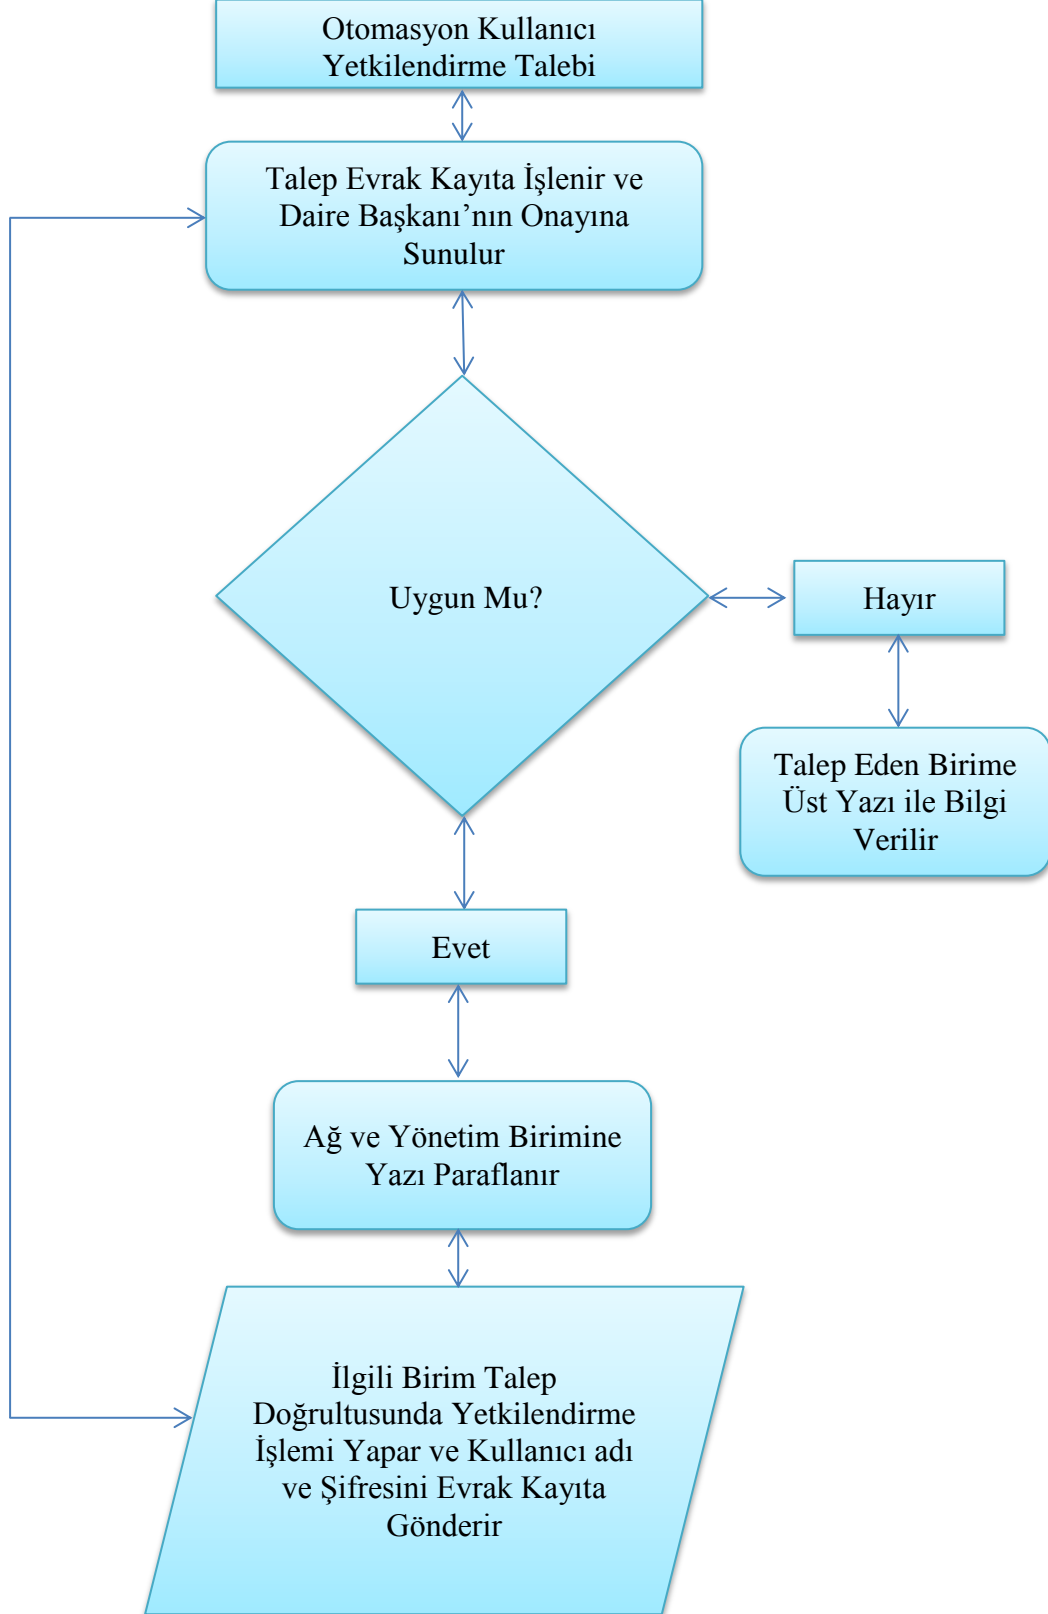 Otomasyon Kullanıcı
Yetkilendirme Talebi
Talep Evrak Kayıta İşlenir ve
Daire Başkanı’nın Onayına
Sunulur
Uygun Mu?
Hayır
Talep Eden Birime
Üst Yazı ile Bilgi
Verilir
Evet
Ağ ve Yönetim Birimine
Yazı Paraflanır
İlgili Birim Talep
Doğrultusunda Yetkilendirme
İşlemi Yapar ve Kullanıcı adı
ve Şifresini Evrak Kayıta
Gönderir